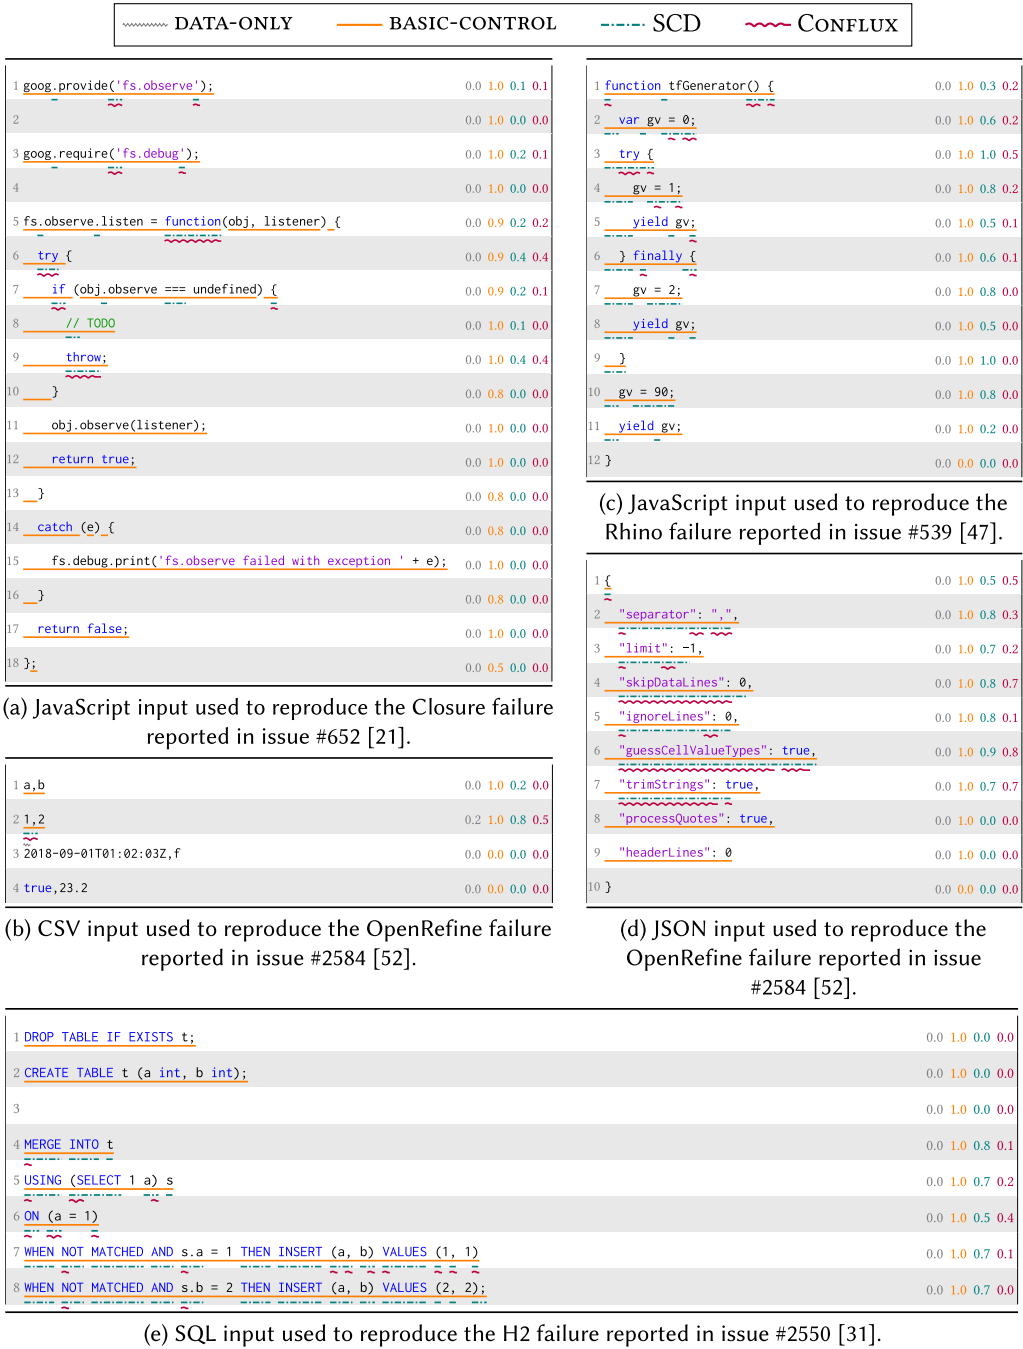 DATA-ONLY BASIC-CONTROL SCD CONFLUX
1 goog.provide('fs.observe'); 0.0 1.0 0.1 0.1
2 0.0 1.0 0.0 0.0
3 goog.require('fs.debug'); 0.0 1.0 0.2 0.1
4 0.0 1.0 0.0 0.0
5 fs.observe.listen = function(obj, listener) { 0.0 0.9 0.2 0.2
6 try { 0.0 0.9 0.4 0.4
7 if (obj.observe === undefined) { 0.0 0.9 0.2 0.1
8 // TODO 0.0 1.0 0.1 0.0
9 throw; 0.0 1.0 0.4 0.4
10 } 0.0 0.8 0.0 0.0
11 obj.observe(listener); 0.0 1.0 0.0 0.0
12 return true; 0.0 1.0 0.0 0.0
13 } 0.0 0.8 0.0 0.0
14 catch (e) { 0.0 0.8 0.0 0.0
15 fs.debug.print('fs.observe failed with exception ' + e); 0.0 1.0 0.0 0.0
16 } 0.0 0.8 0.0 0.0
17 return false; 0.0 1.0 0.0 0.0
18 }; 0.0 0.5 0.0 0.0
(a) JavaScript input used to reproduce the Closure failure
reported in issue #652 [21].
1 a,b 0.0 1.0 0.2 0.0
2 1,2 0.2 1.0 0.8 0.5
3 2018-09-01T01:02:03Z,f 0.0 0.0 0.0 0.0
4 true,23.2 0.0 0.0 0.0 0.0
(b) CSV input used to reproduce the OpenRefine failure
reported in issue #2584 [52].
1 function tfGenerator() { 0.0 1.0 0.3 0.2
2 var gv = 0; 0.0 1.0 0.6 0.2
3 try { 0.0 1.0 1.0 0.5
4 gv = 1; 0.0 1.0 0.8 0.2
5 yield gv; 0.0 1.0 0.5 0.1
6 } finally { 0.0 1.0 0.6 0.1
7 gv = 2; 0.0 1.0 0.8 0.0
8 yield gv; 0.0 1.0 0.5 0.0
9 } 0.0 1.0 1.0 0.0
10 gv = 90; 0.0 1.0 0.8 0.0
11 yield gv; 0.0 1.0 0.2 0.0
12 } 0.0 0.0 0.0 0.0
(c) JavaScript input used to reproduce the
Rhino failure reported in issue #539 [47].
1 { 0.0 1.0 0.5 0.5
2 "separator": ",", 0.0 1.0 0.8 0.3
3 "limit": -1, 0.0 1.0 0.7 0.2
4 "skipDataLines": 0, 0.0 1.0 0.8 0.7
5 "ignoreLines": 0, 0.0 1.0 0.8 0.1
6 "guessCellValueTypes": true, 0.0 1.0 0.9 0.8
7 "trimStrings": true, 0.0 1.0 0.7 0.7
8 "processQuotes": true, 0.0 1.0 0.0 0.0
9 "headerLines": 0 0.0 1.0 0.0 0.0
10 } 0.0 0.0 0.0 0.0
(d) JSON input used to reproduce the
OpenRefine failure reported in issue
#2584 [52].
1 DROP TABLE IF EXISTS t; 0.0 1.0 0.0 0.0
2 CREATE TABLE t (a int, b int); 0.0 1.0 0.0 0.0
3 0.0 1.0 0.0 0.0
4 MERGE INTO t 0.0 1.0 0.8 0.1
5 USING (SELECT 1 a) s 0.0 1.0 0.7 0.2
6 ON (a = 1) 0.0 1.0 0.5 0.4
7 WHEN NOT MATCHED AND s.a = 1 THEN INSERT (a, b) VALUES (1, 1) 0.0 1.0 0.7 0.1
8 WHEN NOT MATCHED AND s.b = 2 THEN INSERT (a, b) VALUES (2, 2); 0.0 1.0 0.7 0.0
(e) SQL input used to reproduce the H2 failure reported in issue #2550 [31].